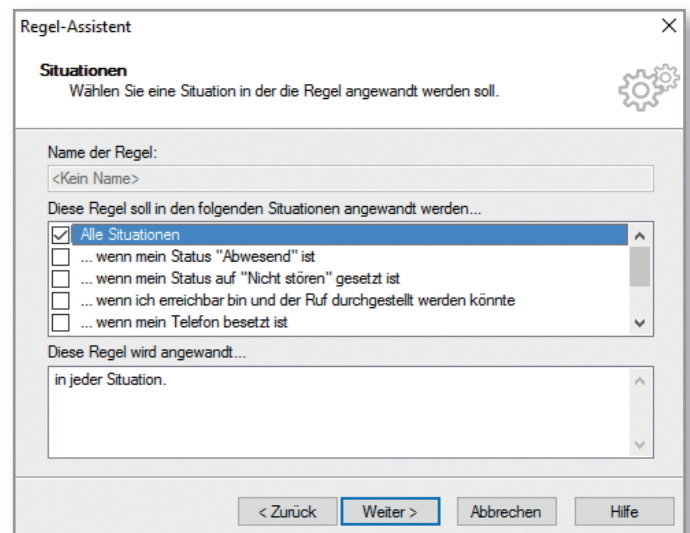 Regel-Assistent
Situationen
Wählen Sie eine Situation in der die Regel angewandt werden soll.
Name der Regel:
<Kein Name>
Diese Regel soll in den folgenden Situationen angewandt werden...
Alle Situationen
... wenn mein Status "Abwesend" ist
... wenn mein Status auf "Nicht stören" gesetzt ist
... wenn ich erreichbar bin und der Ruf durchgestellt werden könnte
... wenn mein Telefon besetzt ist
Diese Regel wird angewandt...
in jeder Situation.
< Zurück Weiter > Abbrechen Hilfe